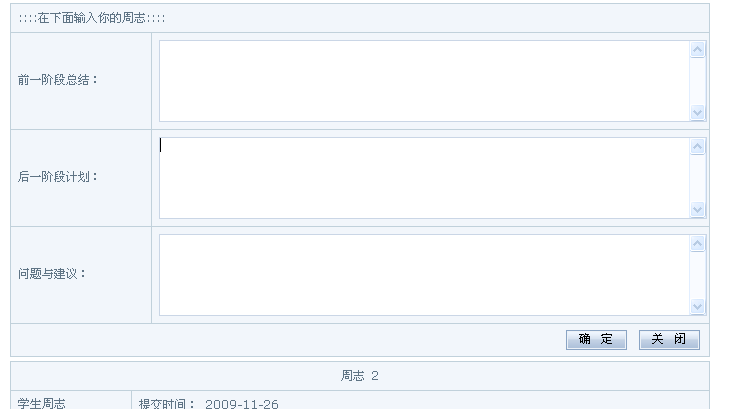 ::::在下面输入你的周志::::
前一阶段总结：
后一阶段计划：
问题与建议：
确 定 关 闭
周志 2
学生周志 提交时间： 2009-11-26